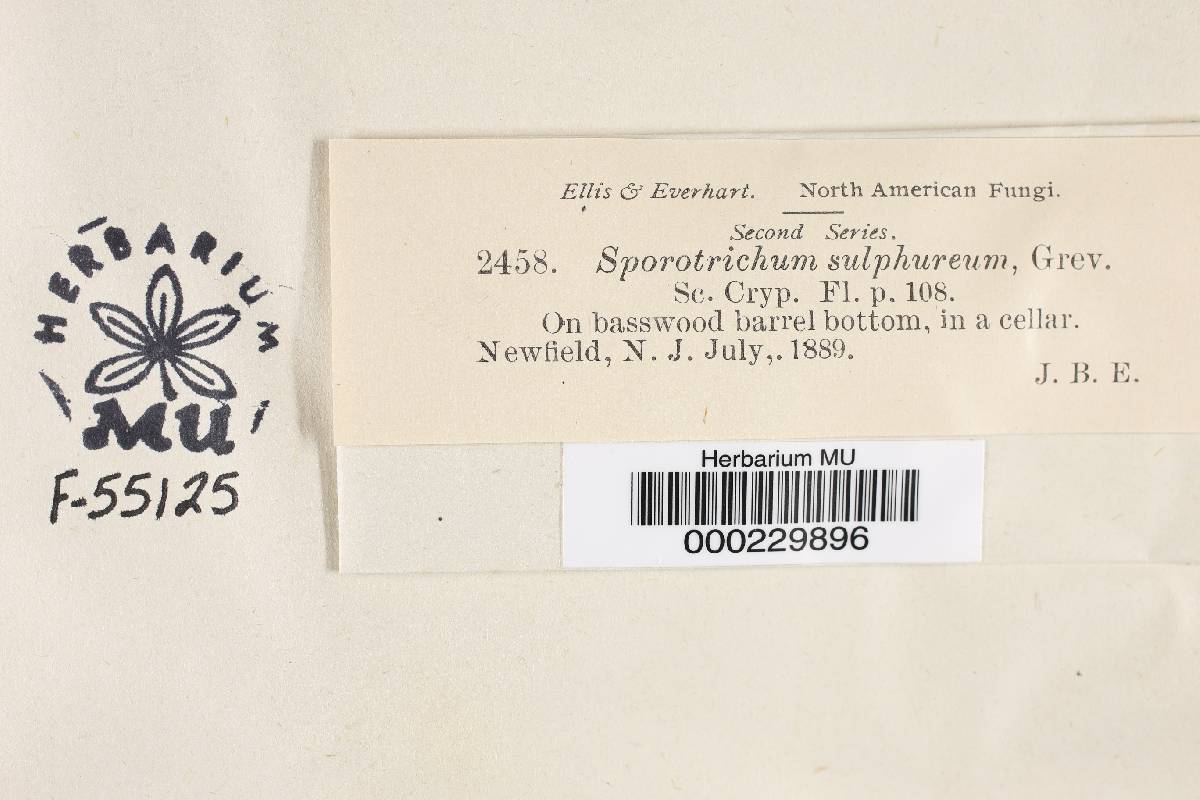 Ellis & Everhart. North American Fungi.
Second Series.
2458. Sporotrichum sulphureum, Grev.
Sc. Cryp. Fl. p. 108.
On basswood barrel bottom, in a cellar.
Newfield, N. J. July,. 1889.
J. B. E.
HERBARIUM
MU
F-55125
Herbarium MU
000229896